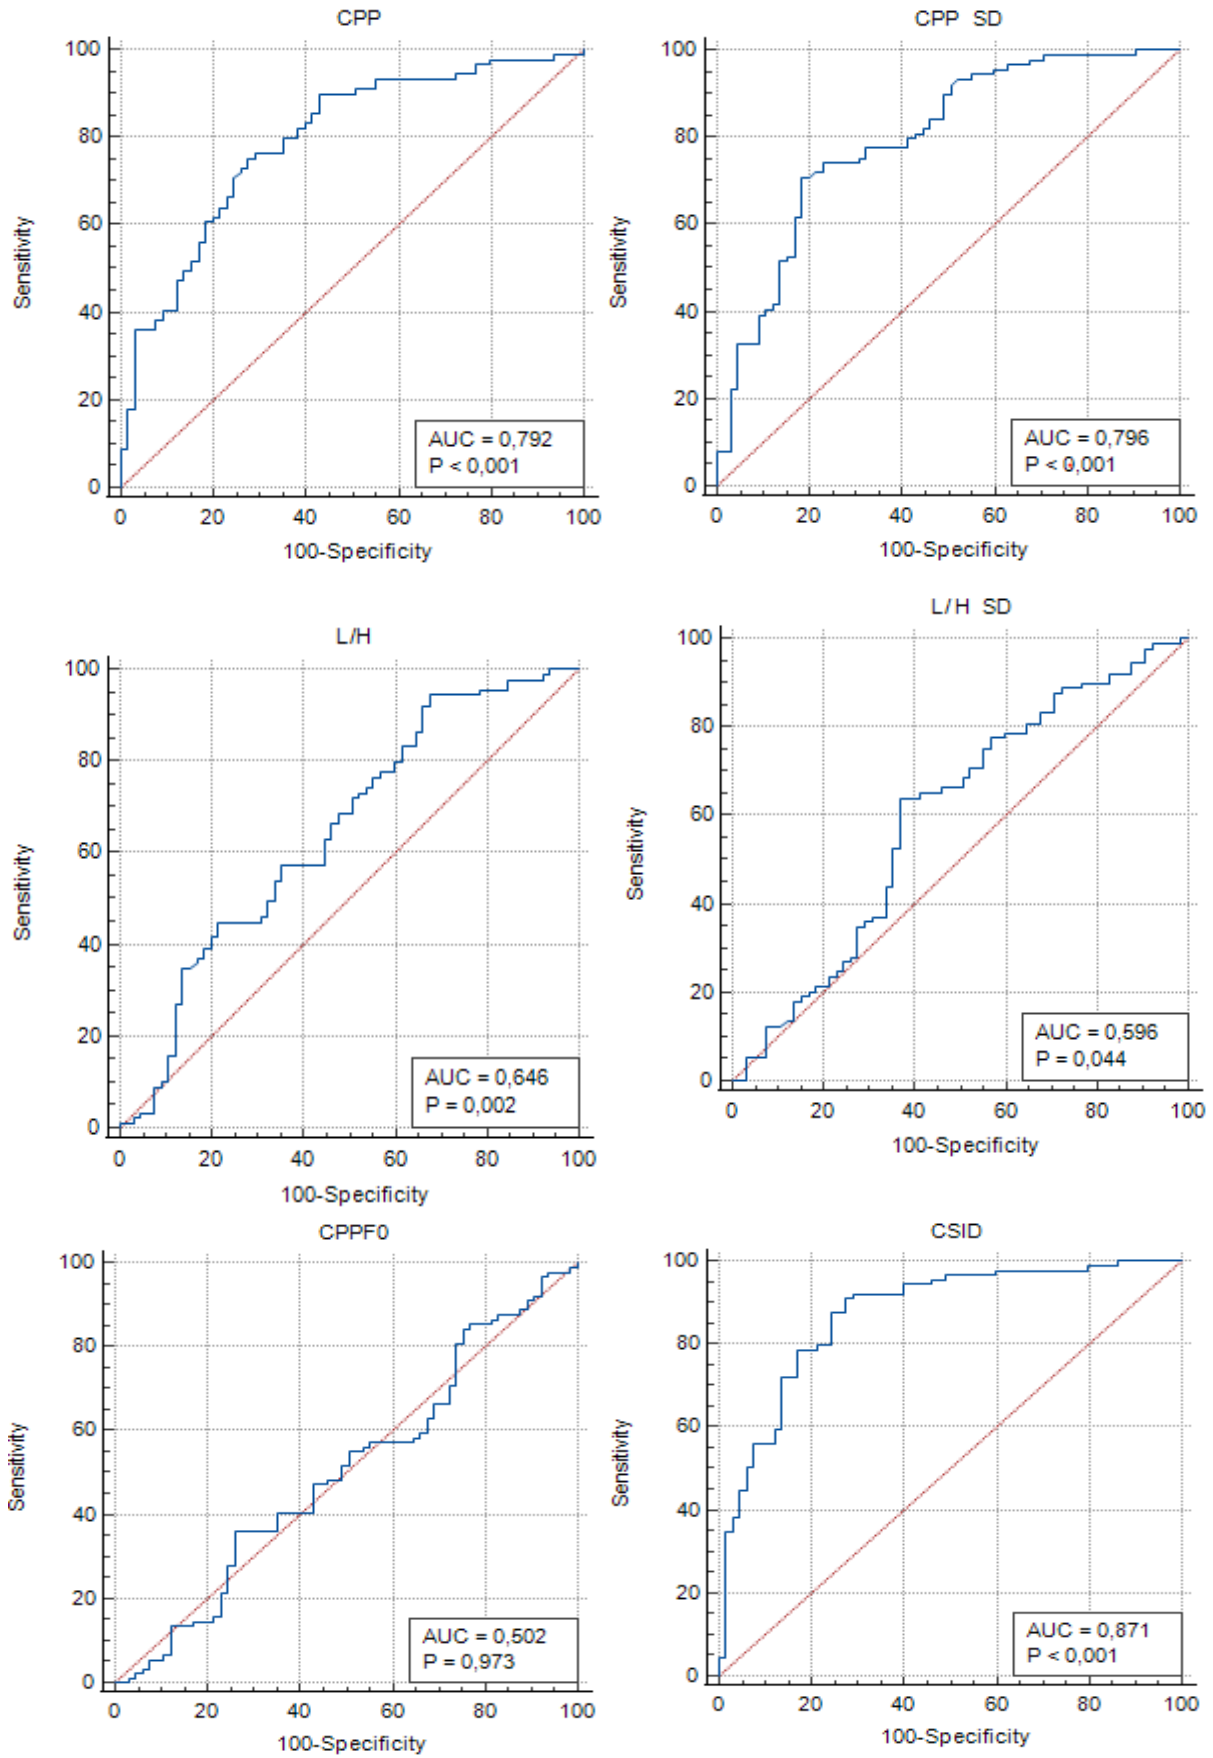 CPP
100
80
60
40
20
0
Sensitivity
AUC = 0,792
P < 0,001
0 20 40 60 80 100
100-Specificity
CPP SD
100
80
60
40
20
0
Sensitivity
AUC = 0,796
P < 0,001
0 20 40 60 80 100
100-Specificity
L/H
100
80
60
40
20
0
Sensitivity
AUC = 0,646
P = 0,002
0 20 40 60 80 100
100-Specificity
L/H SD
100
80
60
40
20
0
Sensitivity
AUC = 0,596
P = 0,044
0 20 40 60 80 100
100-Specificity
CPPF0
100
80
60
40
20
0
Sensitivity
AUC = 0,502
P = 0,973
0 20 40 60 80 100
100-Specificity
CSID
100
80
60
40
20
0
Sensitivity
AUC = 0,871
P < 0,001
0 20 40 60 80 100
100-Specificity